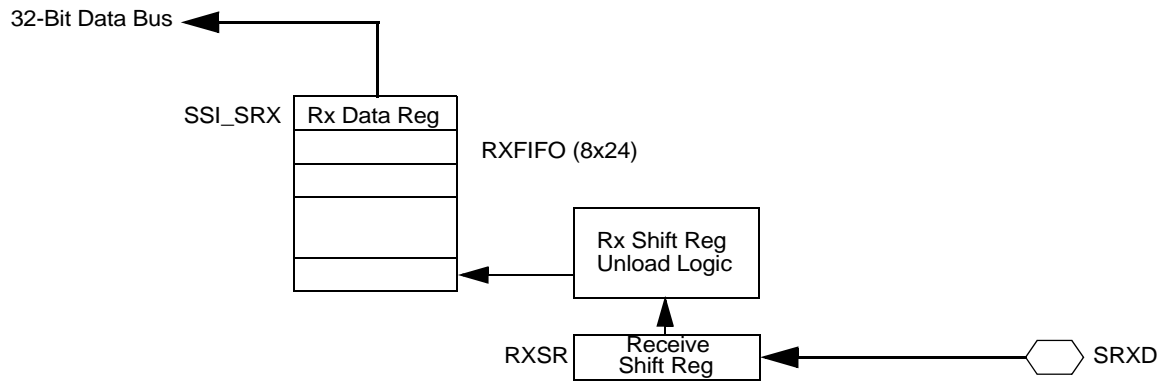 32-Bit Data Bus
SSI_SRX
Rx Data Reg
RXFIFO (8x24)
Rx Shift Reg
Unload Logic
RXSR
Receive
Shift Reg
SRXD